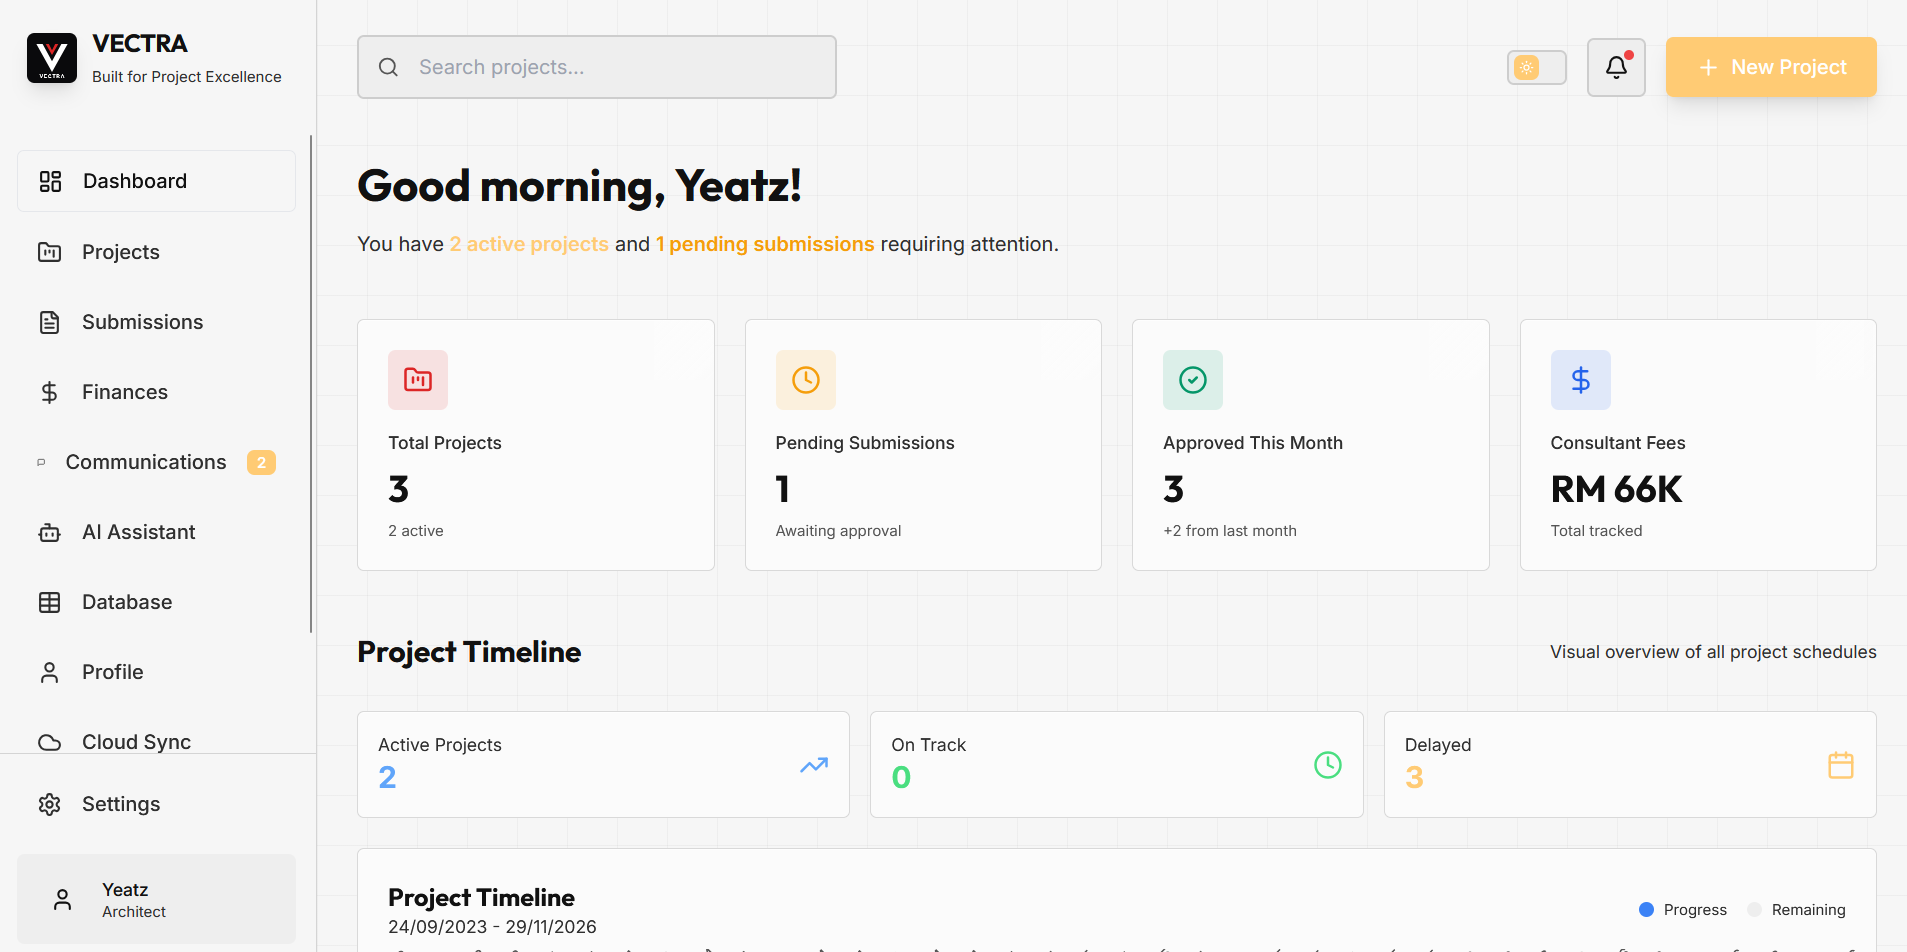 VECTRA
VECTRA
Built for Project Excellence
Search projects...
New Project
Dashboard
Projects
Submissions
Finances
Communications 2
AI Assistant
Database
Profile
Cloud Sync
Settings
Yeatz
Architect
Good morning, Yeatz!
You have 2 active projects and 1 pending submissions requiring attention.
Total Projects
3
2 active
Pending Submissions
1
Awaiting approval
Approved This Month
3
+2 from last month
Consultant Fees
RM 66K
Total tracked
Project Timeline
Visual overview of all project schedules
Active Projects
2
On Track
0
Delayed
3
Project Timeline
24/09/2023 - 29/11/2026
Progress
Remaining